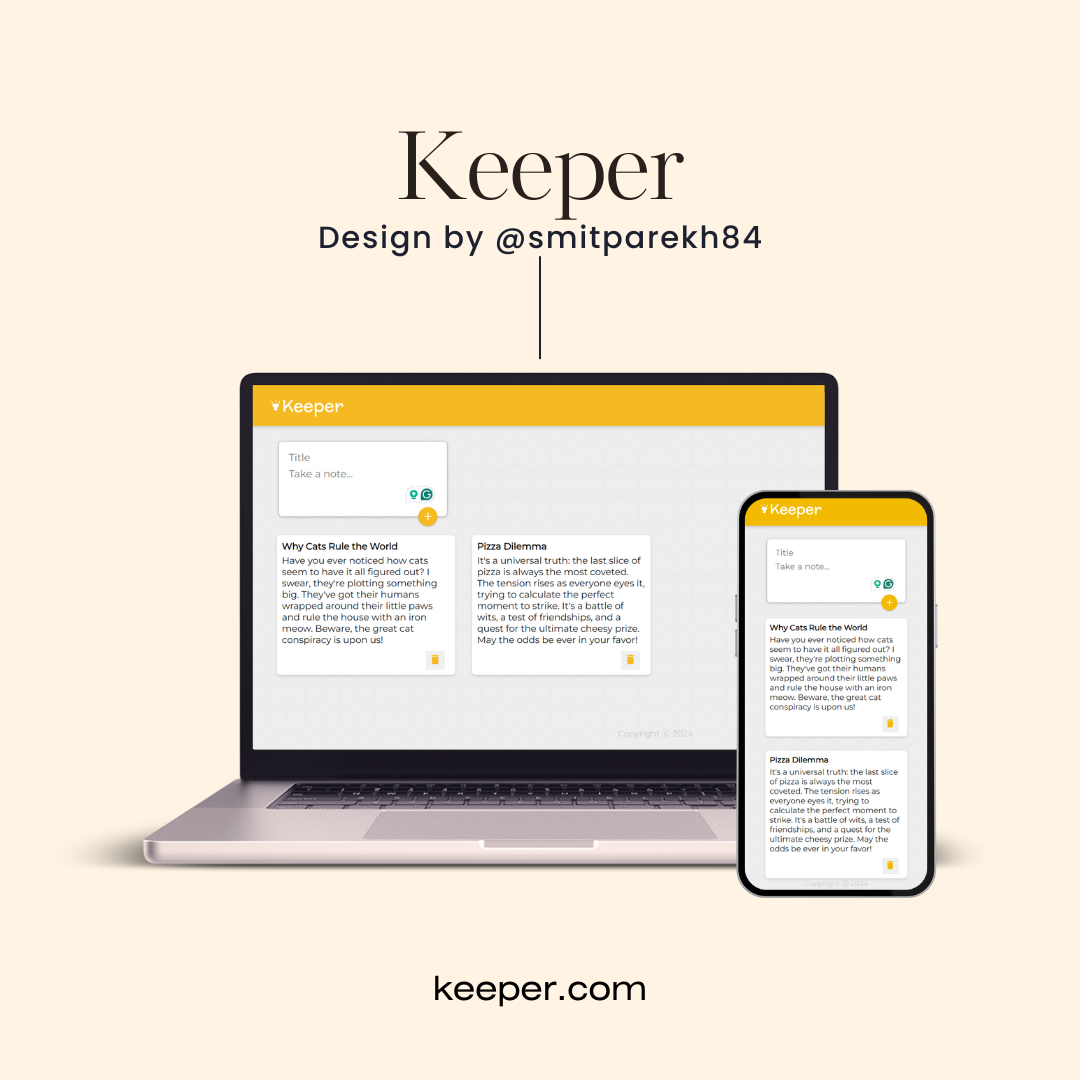 Keeper
Design by @smitparekh84
Keeper
Title
Take a note...
Why Cats Rule the World
Have you ever noticed how cats
seem to have it all figured out? I
swear, they're plotting something
big. They've got their humans
wrapped around their little paws
and rule the house with an iron
meow. Beware, the great cat
conspiracy is upon us!
Pizza Dilemma
It's a universal truth: the last slice of
pizza is always the most coveted.
The tension rises as everyone eyes it,
trying to calculate the perfect
moment to strike. It's a battle of
wits, a test of friendships, and a
quest for the ultimate cheesy prize.
May the odds be ever in your favor!
Copyright © 2024
Keeper
Title
Take a note...
Why Cats Rule the World
Have you ever noticed how cats
seem to have it all figured out? I
swear, they're plotting something
big. They've got their humans
wrapped around their little paws
and rule the house with an iron
meow. Beware, the great cat
conspiracy is upon us!
Pizza Dilemma
It's a universal truth: the last slice
of pizza is always the most
coveted. The tension rises as
everyone eyes it, trying to
calculate the perfect moment to
strike. It's a battle of wits, a test of
friendships, and a quest for the
ultimate cheesy prize. May the
odds be ever in your favor!
Copyright © 2024
keeper.com